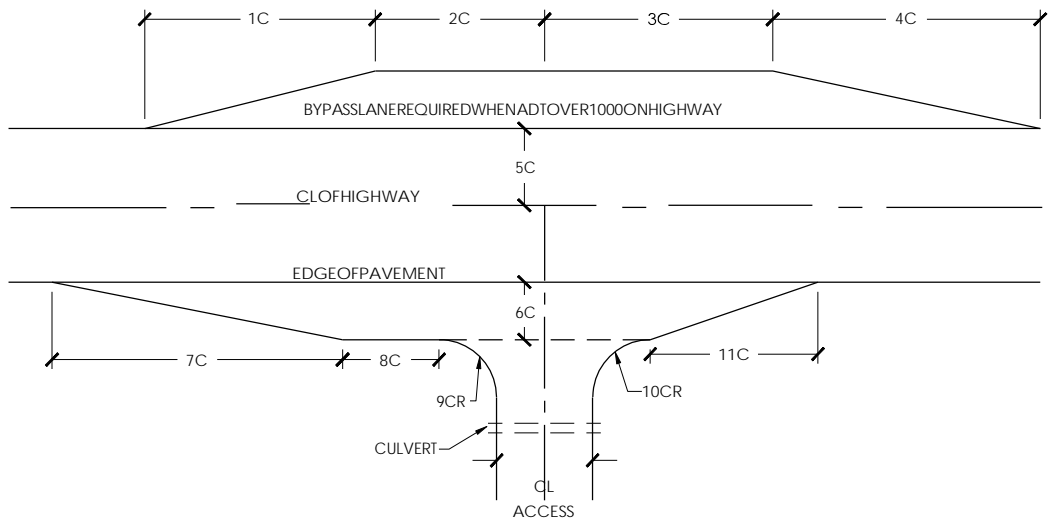 1C
2C
3C
4C
BYPASSLANEREQUIREDWHENADTOVER1000ONHIGHWAY
5C
CLOFHIGHWAY
EDGEOFPAVEMENT
6C
7C
8C
11C
9CR
10CR
CULVERT
CL
ACCESS